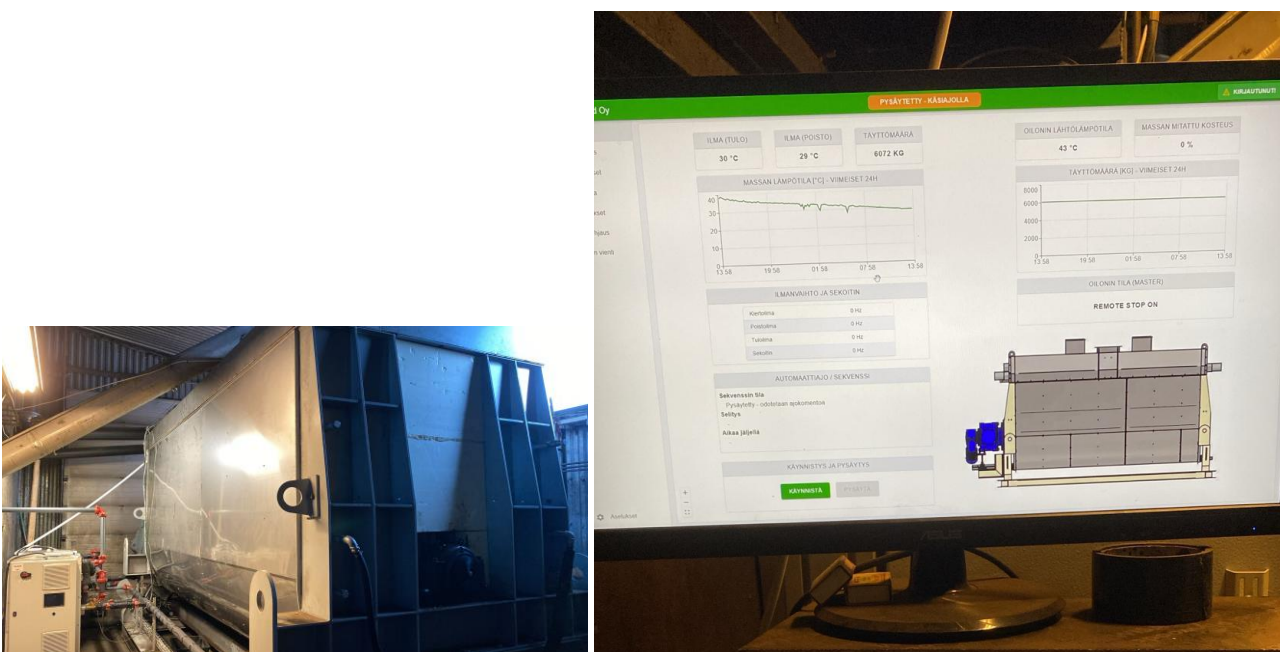 d Oy
PYSÄYTETTY - KÄSIAJOLLA
KIRJAUTUNUT!
ILMA (TULO)
30 °C
ILMA (POISTO)
29 °C
TÄYTTÖMÄÄRÄ
6072 KG
OILONIN LÄHTÖLÄMPÖTILA
43 °C
MASSAN MITATTU KOSTEUS
0 %
MASSAN LÄMPÖTILA [°C] - VIIMEISET 24H
40
30
20
10
0
13:58 19:58 01:58 07:58 13:58
TÄYTTÖMÄÄRÄ [KG] - VIIMEISET 24H
8000
6000
4000
2000
0
13:58 19:58 01:58 07:58 13:58
ILMANVAIHTO JA SEKOITIN
Kiertoilma 0 Hz
Poistoilma 0 Hz
Tuloilma 0 Hz
Sekoitin 0 Hz
OILONIN TILA (MASTER)
REMOTE STOP ON
AUTOMAATTIAJO / SEKVENSSI
Sekvenssin tila
Pysäytetty - odotetaan ajokomentoa
Selitys
-
Aikaa jäljellä
KÄYNNISTYS JA PYSÄYTYS
KÄYNNISTÄ PYSÄYTÄ
Asetukset
n vienti
ASUS